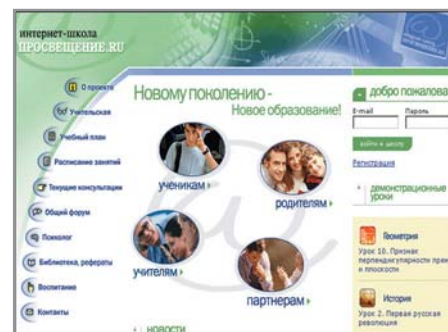 интернет-школа
ПРОСВЕЩЕНИЕ.RU
О проекте
Учительская
Учебный план
Расписание занятий
Текущие консультации
Общий форум
Психолог
Библиотека, рефераты
Воспитание
Контакты
Новому поколению -
Новое образование!
ученикам
родителям
учителям
партнерам
новости
добро пожалова
E-mail
Пароль
войти в школу
Регистрация
демонстрационные
уроки
Геометрия
Урок 10. Признак
перпендикулярности прям
и плоскости
История
Урок 2. Первая русская
революция